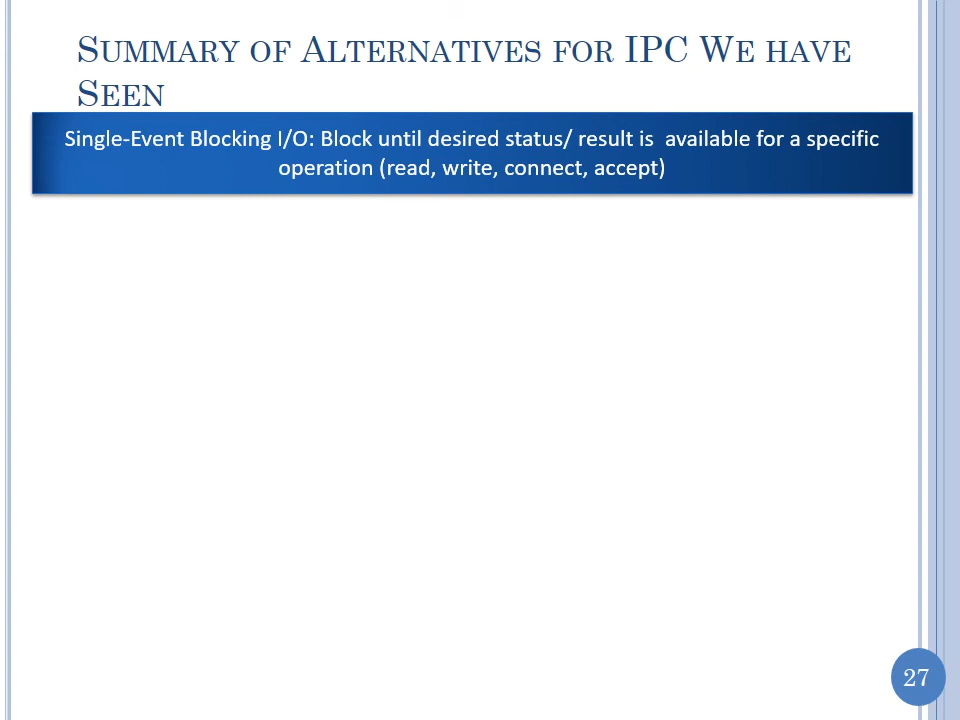 SUMMARY OF ALTERNATIVES FOR IPC WE HAVE
SEEN
Single-Event Blocking I/O: Block until desired status/ result is  available for a specific
operation (read, write, connect, accept)
27